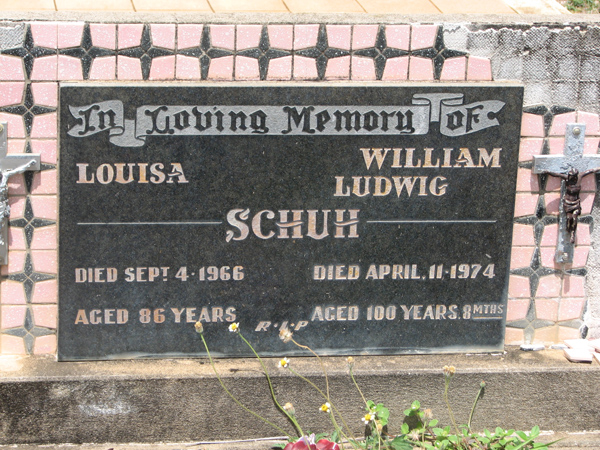 In Loving Memory Of
LOUISA
WILLIAM
LUDWIG
SCHUH
DIED SEPT. 4·1966
DIED APRIL, 11·1974
AGED 86 YEARS
AGED 100 YEARS, 8 MTHS
R·I·P